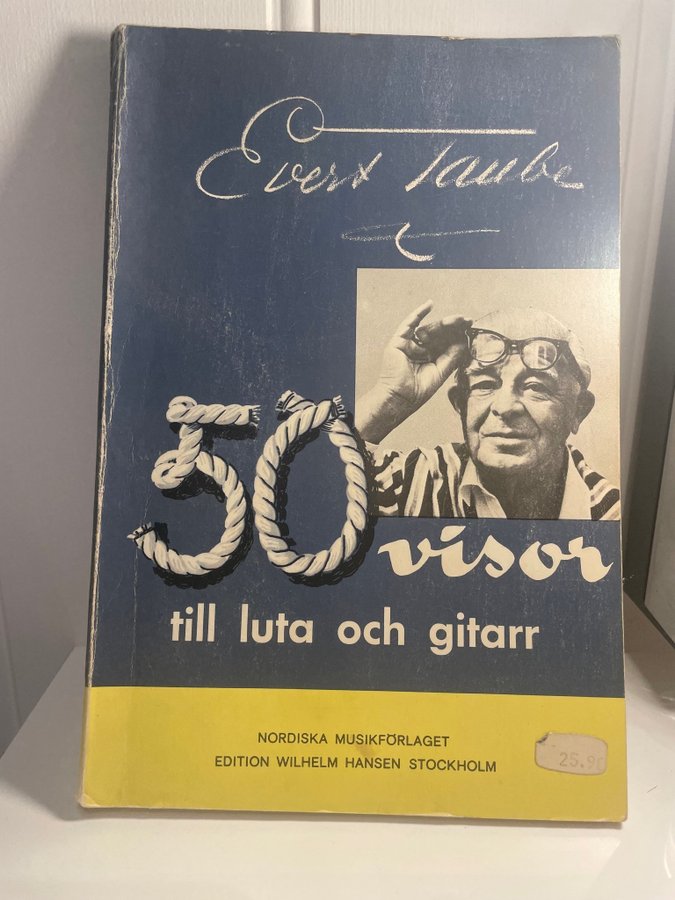 Evert Taube
50 visor
till luta och gitarr
NORDISKA MUSIKFÖRLAGET
EDITION WILHELM HANSEN STOCKHOLM
25.90